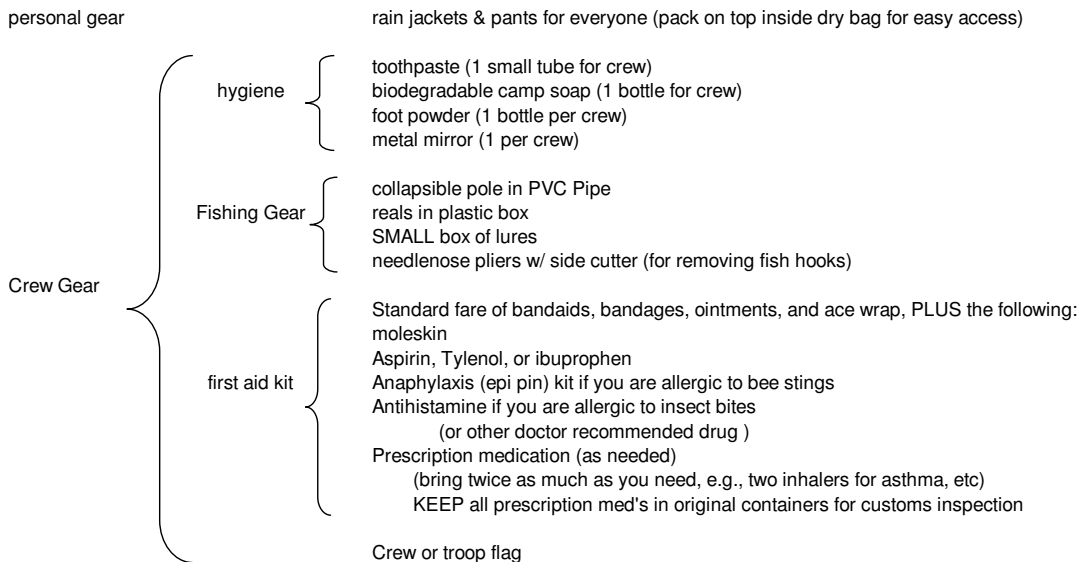 personal gear rain jackets & pants for everyone (pack on top inside dry bag for easy access)
hygiene
toothpaste (1 small tube for crew)
biodegradable camp soap (1 bottle for crew)
foot powder (1 bottle per crew)
metal mirror (1 per crew)
Fishing Gear
collapsible pole in PVC Pipe
reals in plastic box
SMALL box of lures
needlenose pliers w/ side cutter (for removing fish hooks)
Crew Gear
Standard fare of bandaids, bandages, ointments, and ace wrap, PLUS the following:
moleskin
Aspirin, Tylenol, or ibuprophen
first aid kit
Anaphylaxis (epi pin) kit if you are allergic to bee stings
Antihistamine if you are allergic to insect bites
(or other doctor recommended drug )
Prescription medication (as needed)
(bring twice as much as you need, e.g., two inhalers for asthma, etc)
KEEP all prescription med's in original containers for customs inspection
Crew or troop flag